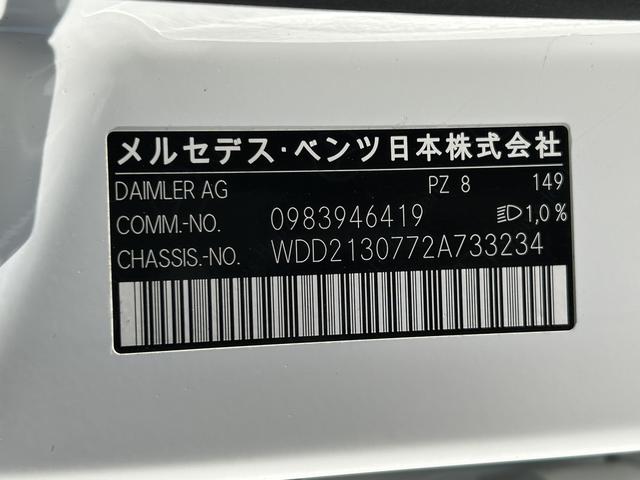 メルセデス・ベンツ日本株式会社
DAIMLER AG PZ 8 149
COMM.-NO. 0983946419 1,0%
CHASSIS.-NO. WDD2130772A733234